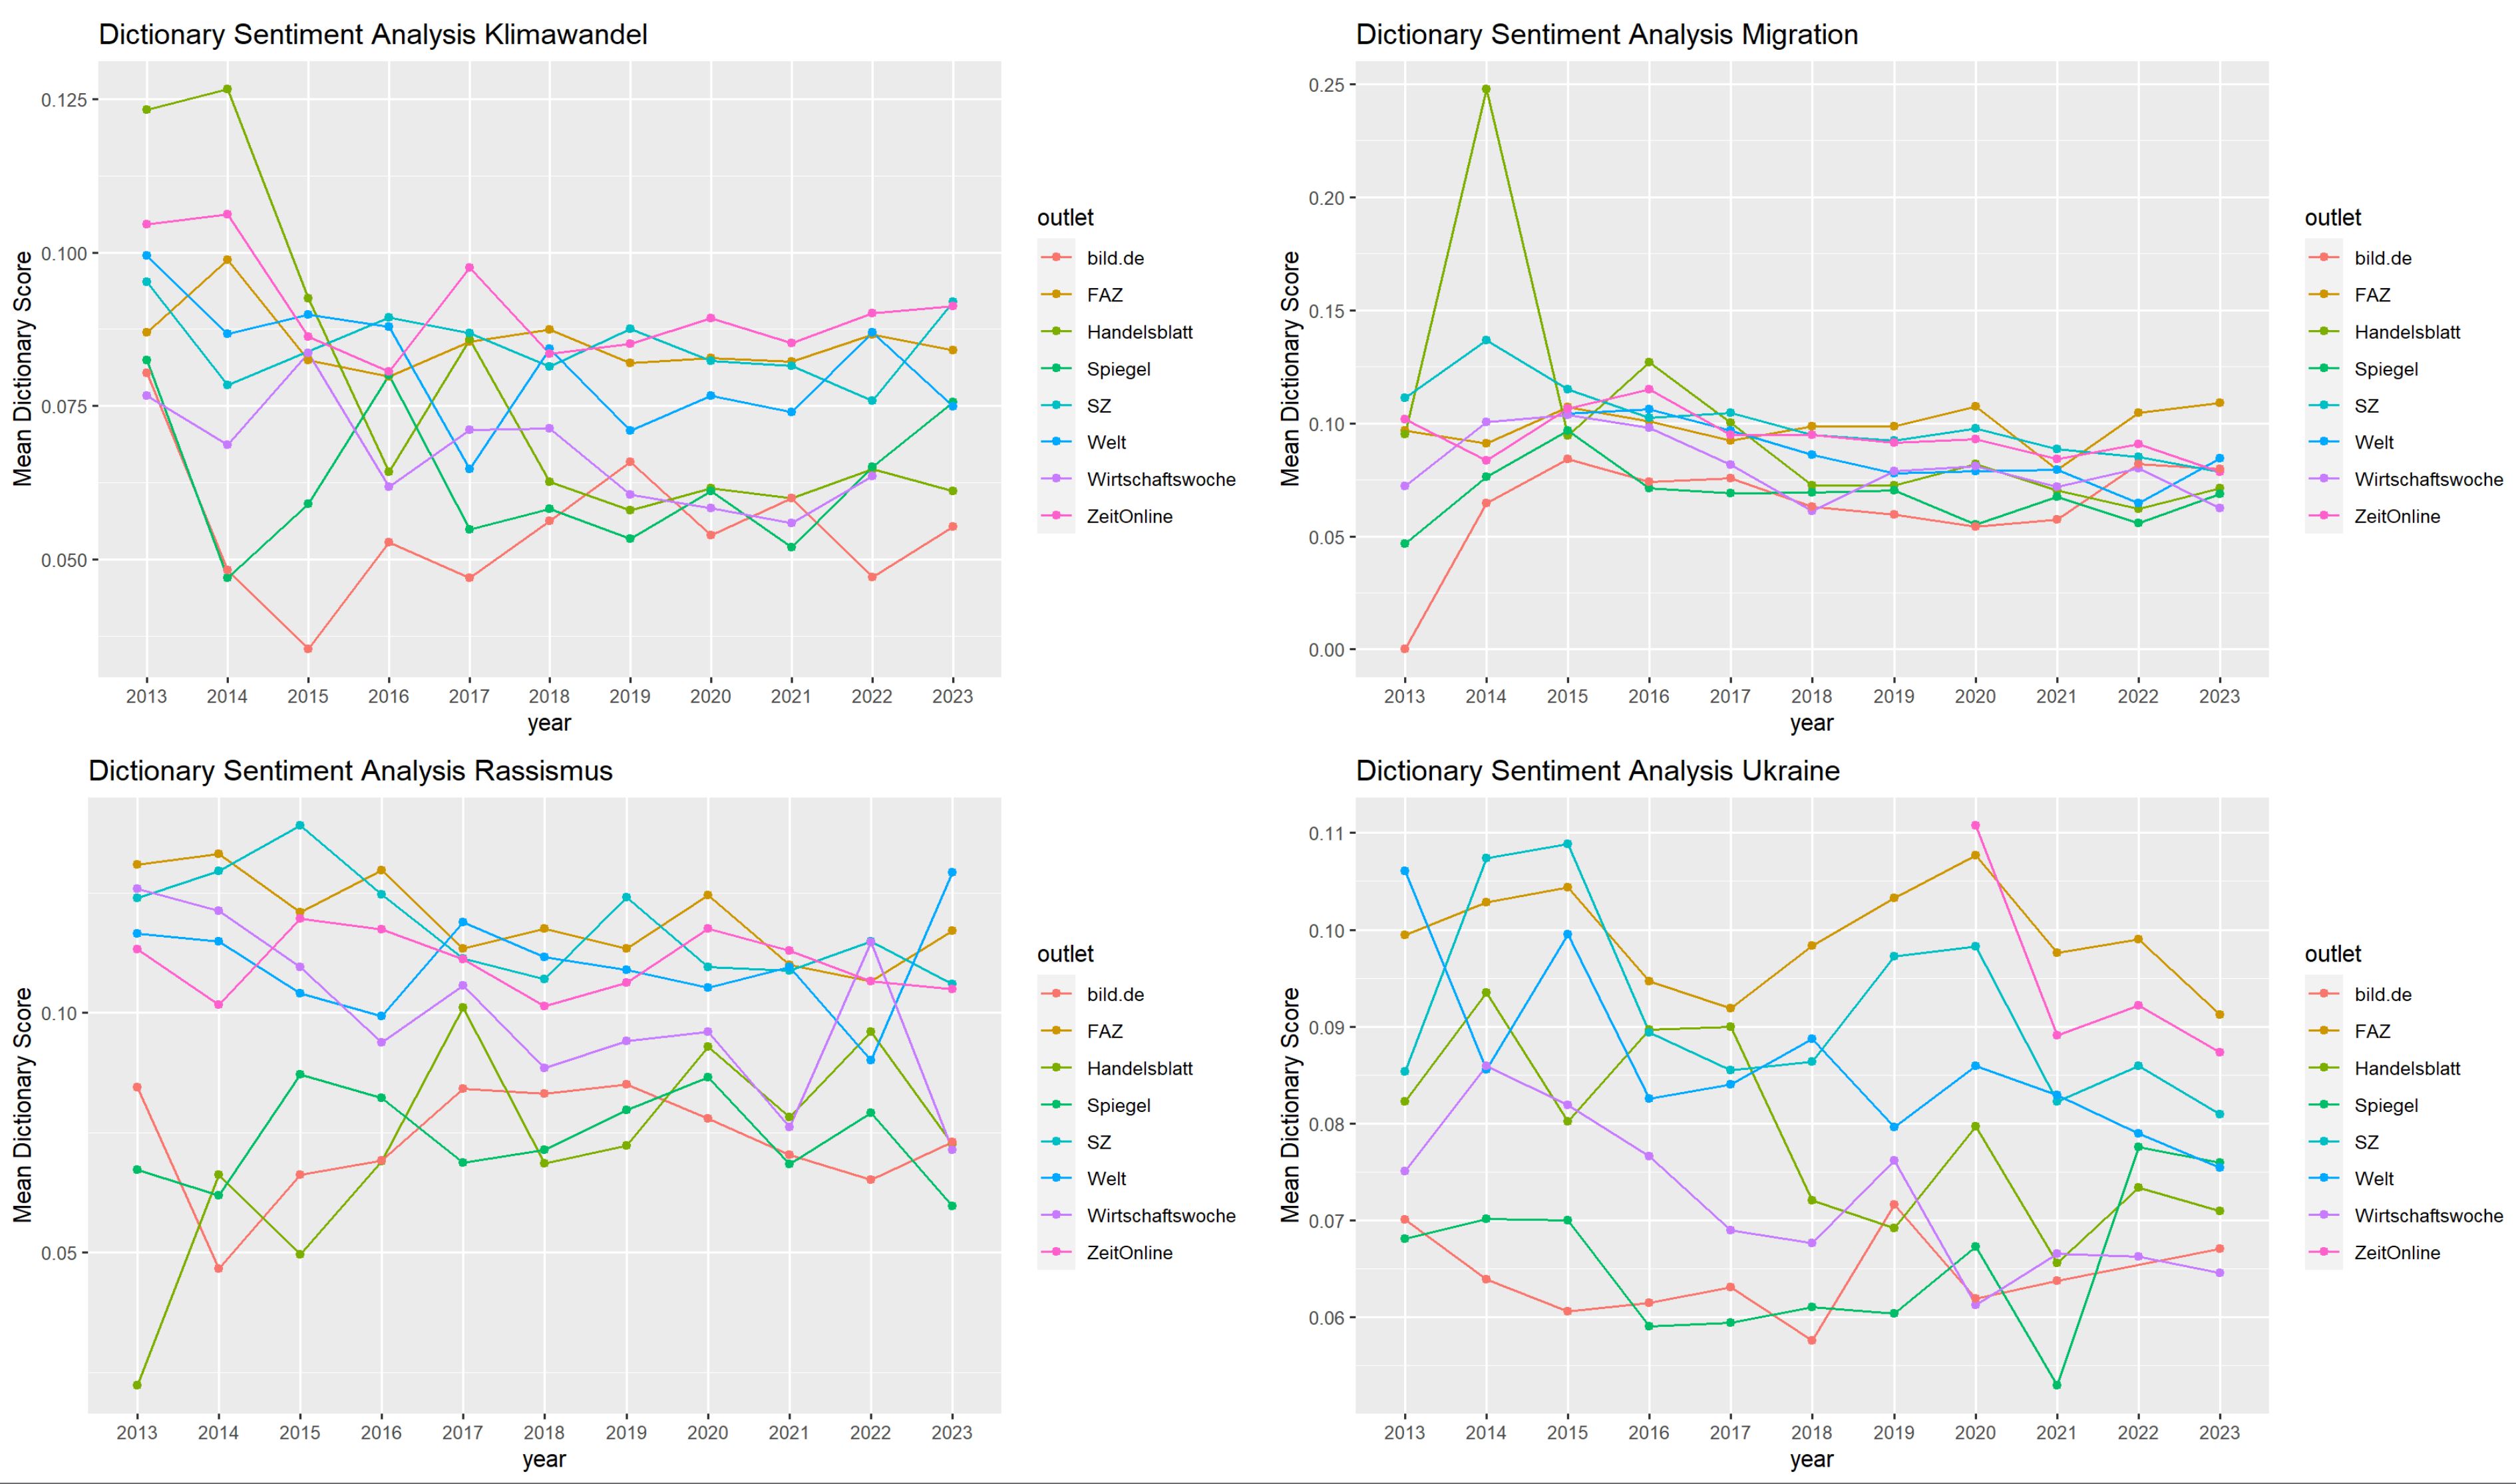 Dictionary Sentiment Analysis Klimawandel
Mean Dictionary Score
0.125
0.100
0.075
0.050
2013 2014 2015 2016 2017 2018 2019 2020 2021 2022 2023
year
outlet
bild.de
FAZ
Handelsblatt
Spiegel
SZ
Welt
Wirtschaftswoche
ZeitOnline
Dictionary Sentiment Analysis Migration
Mean Dictionary Score
0.25
0.20
0.15
0.10
0.05
0.00
2013 2014 2015 2016 2017 2018 2019 2020 2021 2022 2023
year
outlet
bild.de
FAZ
Handelsblatt
Spiegel
SZ
Welt
Wirtschaftswoche
ZeitOnline
Dictionary Sentiment Analysis Rassismus
Mean Dictionary Score
0.10
0.05
2013 2014 2015 2016 2017 2018 2019 2020 2021 2022 2023
year
outlet
bild.de
FAZ
Handelsblatt
Spiegel
SZ
Welt
Wirtschaftswoche
ZeitOnline
Dictionary Sentiment Analysis Ukraine
Mean Dictionary Score
0.11
0.10
0.09
0.08
0.07
0.06
2013 2014 2015 2016 2017 2018 2019 2020 2021 2022 2023
year
outlet
bild.de
FAZ
Handelsblatt
Spiegel
SZ
Welt
Wirtschaftswoche
ZeitOnline